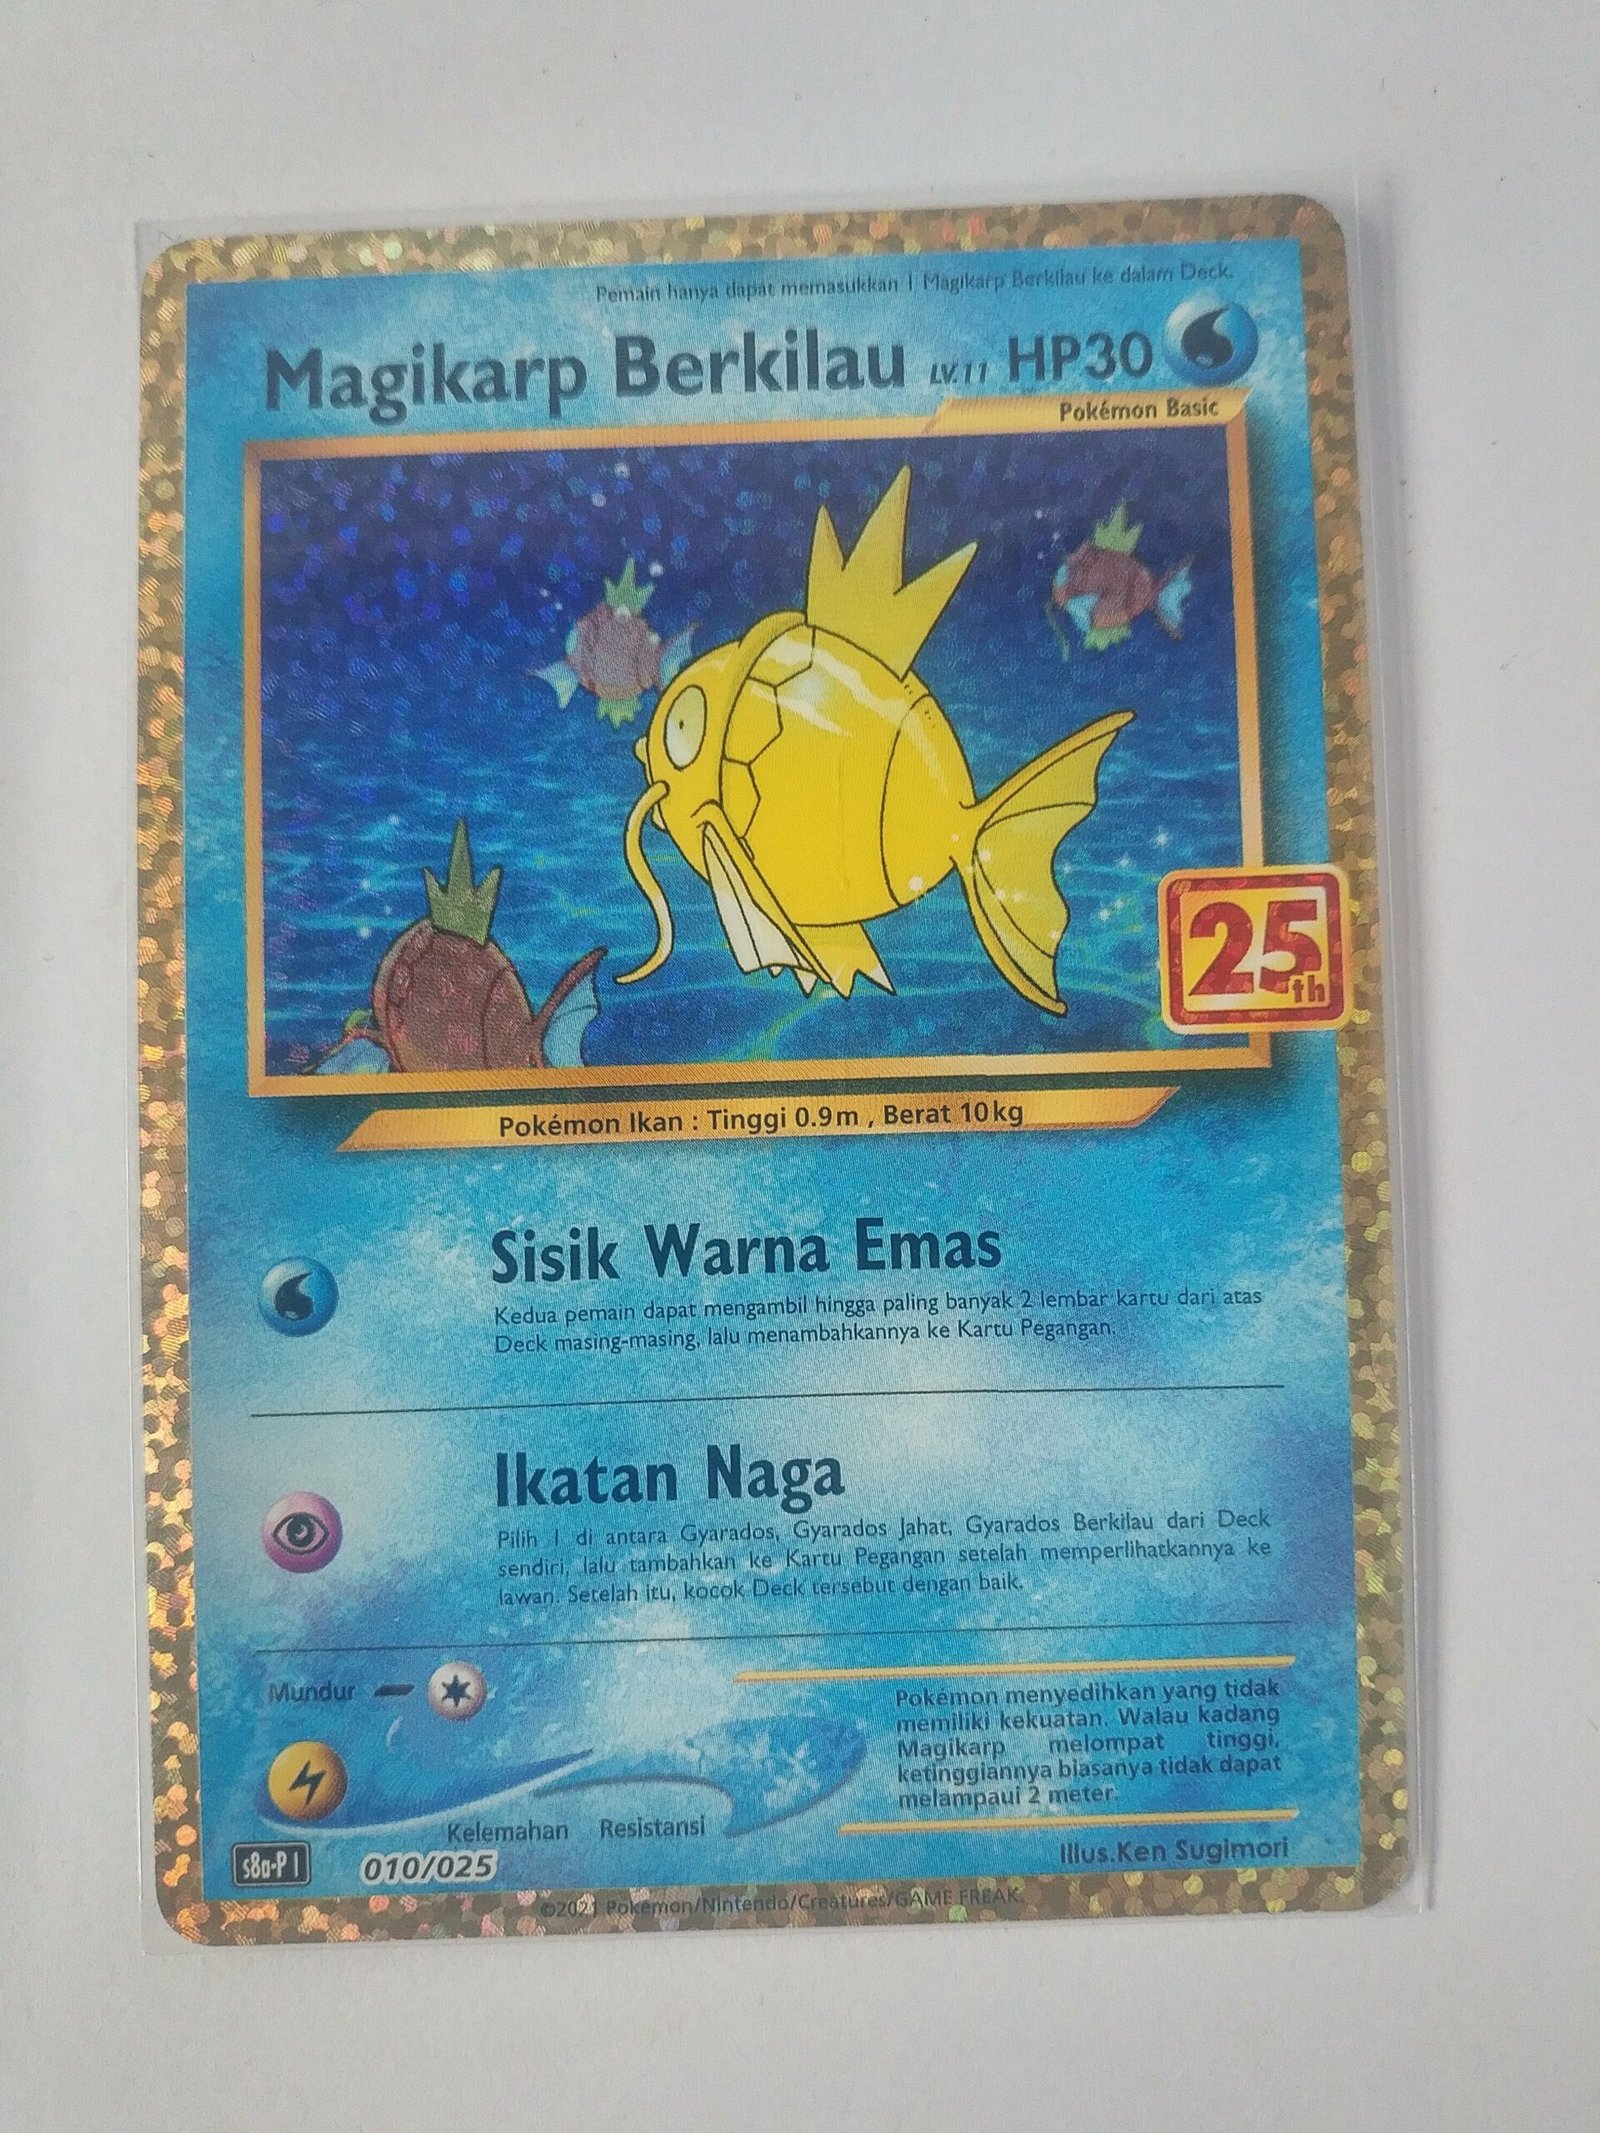 Pemain hanya dapat memasukkan 1 Magikarp Berkilau ke dalam Deck.
Magikarp Berkilau LV.11 HP30
Pokémon Basic
25th
Pokémon Ikan : Tinggi 0.9m , Berat 10kg
Sisik Warna Emas
Kedua pemain dapat mengambil hingga paling banyak 2 lembar kartu dari atas
Deck masing-masing, lalu menambahkannya ke Kartu Pegangan.
Ikatan Naga
Pilih 1 di antara Gyarados, Gyarados Jahat, Gyarados Berkilau dari Deck
sendiri, lalu tambahkan ke Kartu Pegangan setelah memperlihatkannya ke
lawan. Setelah itu, kocok Deck tersebut dengan baik.
Mundur
Pokémon menyedihkan yang tidak
memiliki kekuatan. Walau kadang
Magikarp melompat tinggi,
ketinggiannya biasanya tidak dapat
melampaui 2 meter.
Kelemahan Resistansi
Illus.Ken Sugimori
s8a-P I 010/025
©2021 Pokémon/Nintendo/Creatures/GAME FREAK.